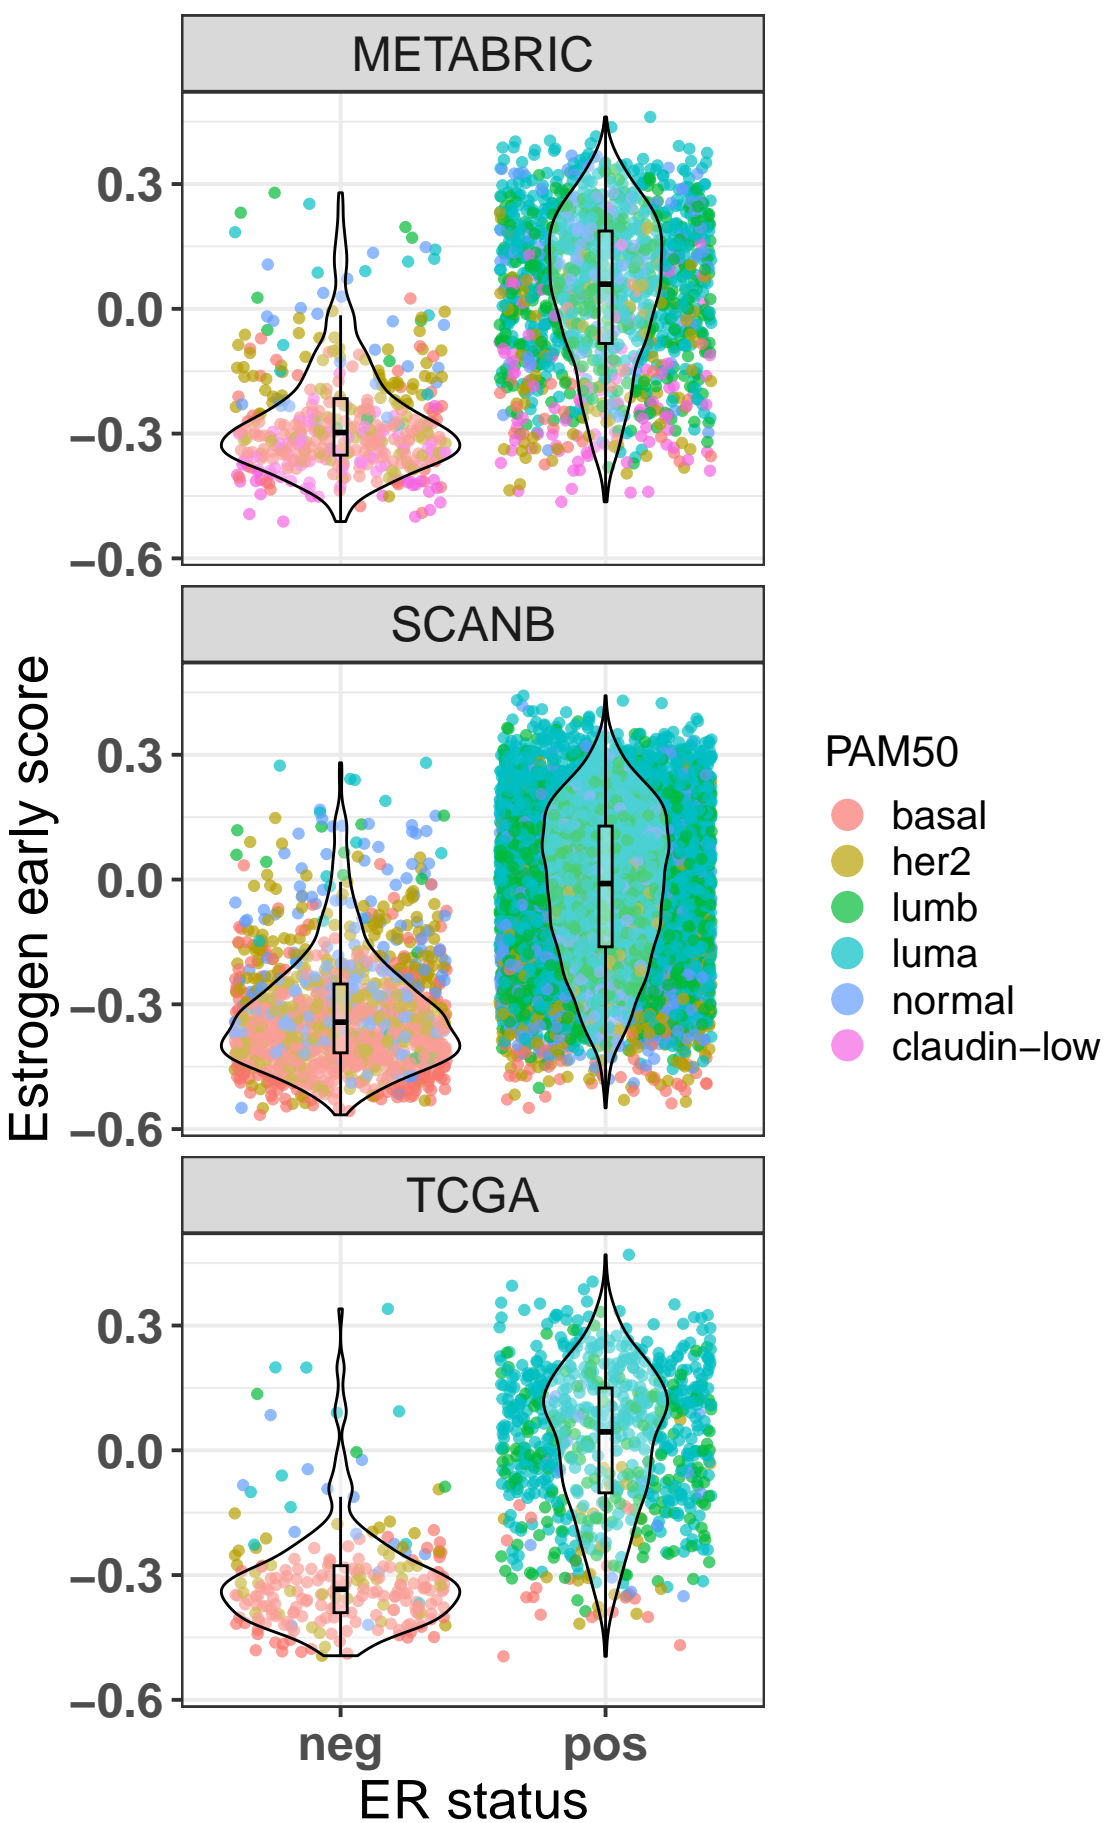 METABRIC
0.3
0.0
−0.3
−0.6
SCANB
0.3
0.0
−0.3
−0.6
TCGA
0.3
0.0
−0.3
−0.6
neg pos
ER status
Estrogen early score
PAM50
basal
her2
lumb
luma
normal
claudin−low